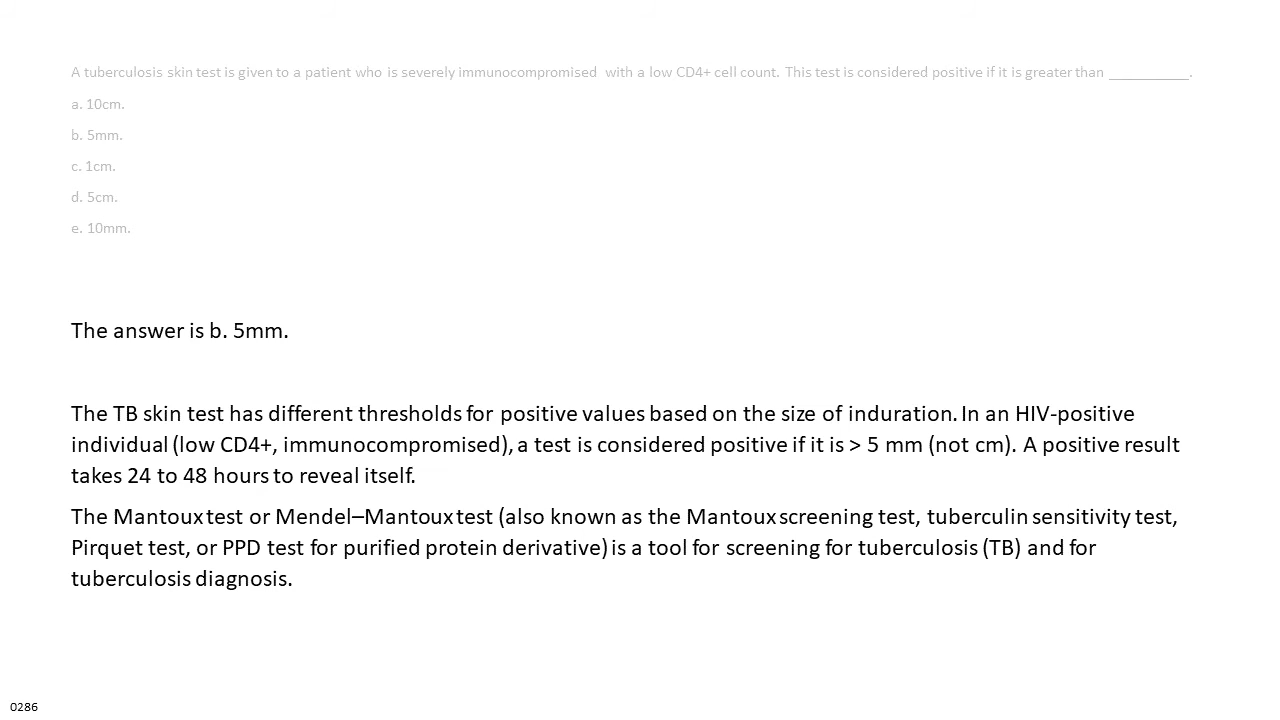 A tuberculosis skin test is given to a patient who is severely immunocompromised with a low CD4+ cell count. This test is considered positive if it is greater than __________.
a. 10cm.
b. 5mm.
c. 1cm.
d. 5cm.
e. 10mm.
The answer is b. 5mm.
The TB skin test has different thresholds for positive values based on the size of induration. In an HIV-positive
individual (low CD4+, immunocompromised), a test is considered positive if it is > 5 mm (not cm). A positive result
takes 24 to 48 hours to reveal itself.
The Mantoux test or Mendel–Mantoux test (also known as the Mantoux screening test, tuberculin sensitivity test,
Pirquet test, or PPD test for purified protein derivative) is a tool for screening for tuberculosis (TB) and for
tuberculosis diagnosis.
0286